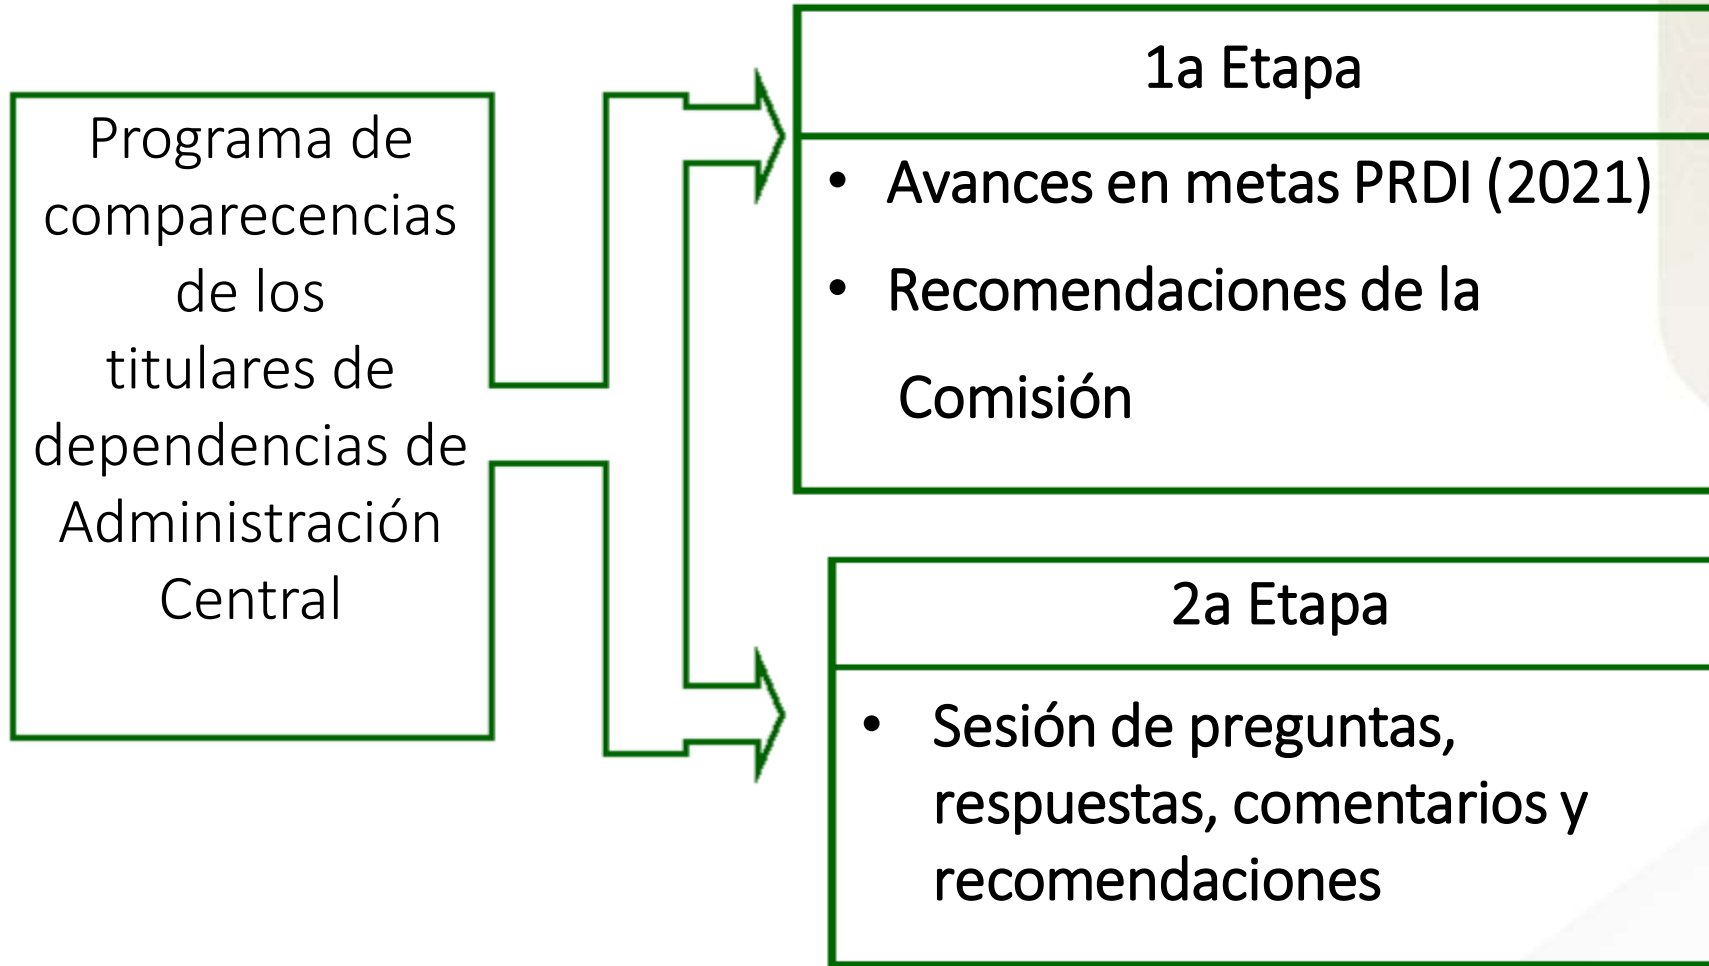 Programa de
comparecencias
de los
titulares de
dependencias de
Administración
Central
1a Etapa
• Avances en metas PRDI (2021)
• Recomendaciones de la
Comisión
2a Etapa
• Sesión de preguntas,
respuestas, comentarios y
recomendaciones